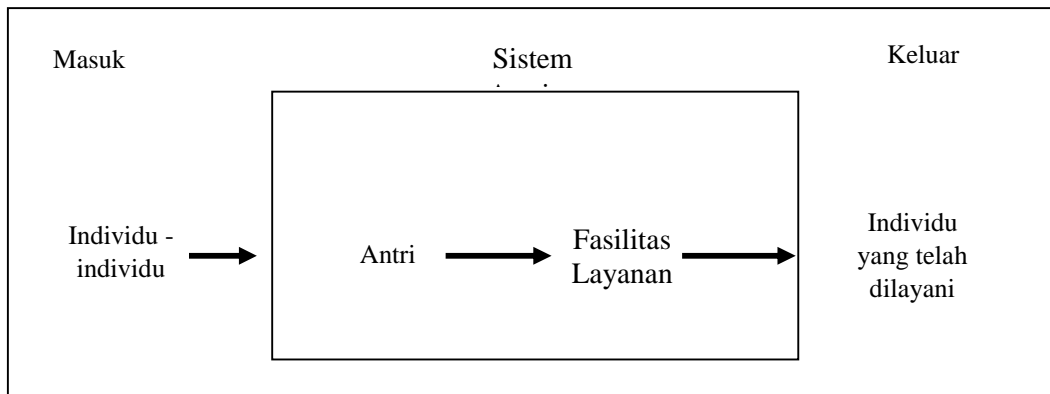 Masuk
Sistem
Keluar
Individu -
individu
Antri
Fasilitas
Layanan
Individu
yang telah
dilayani